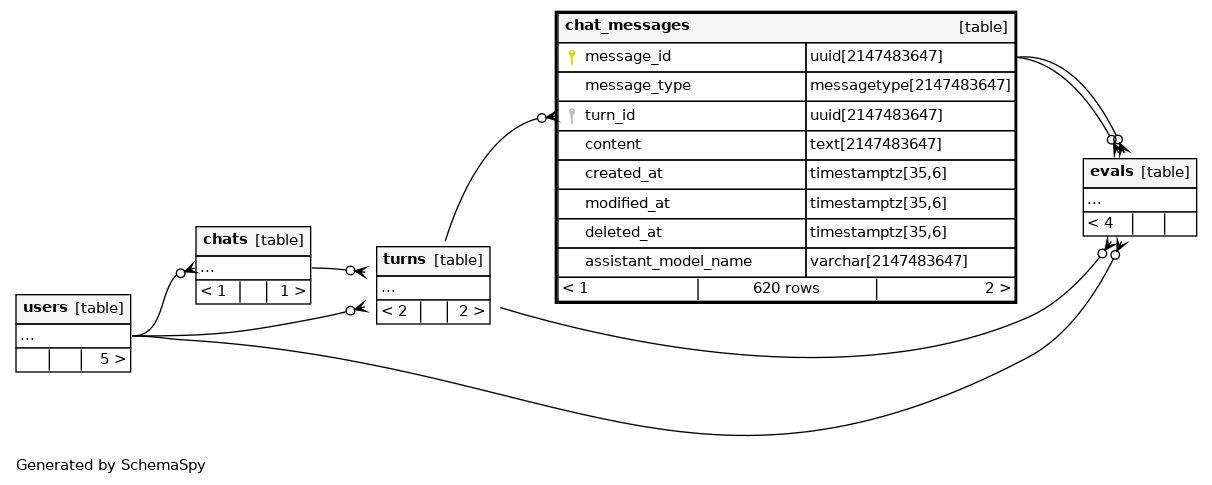 chat_messages [table]
message_id uuid[2147483647]
message_type messagetype[2147483647]
turn_id uuid[2147483647]
content text[2147483647]
created_at timestamptz[35,6]
modified_at timestamptz[35,6]
deleted_at timestamptz[35,6]
assistant_model_name varchar[2147483647]
< 1 620 rows 2 >
evals [table]
...
< 4
chats [table]
...
< 1 1 >
turns [table]
...
< 2 2 >
users [table]
...
5 >
Generated by SchemaSpy